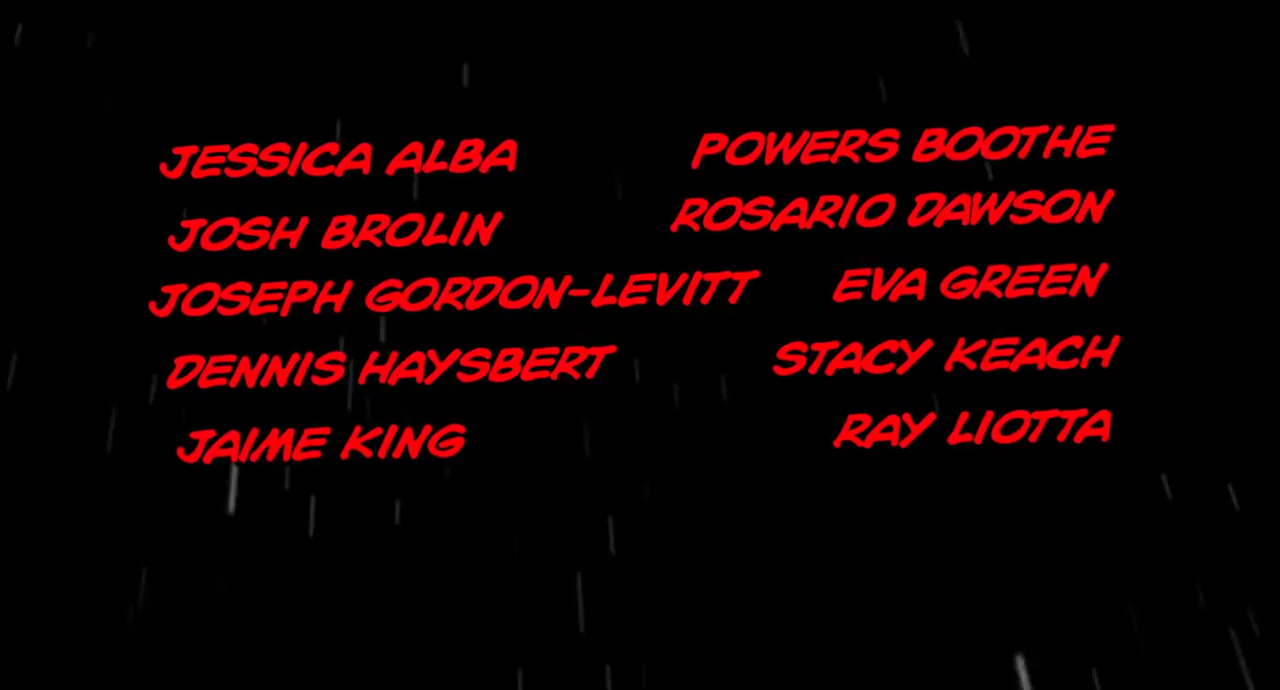 JESSICA ALBA
POWERS BOOTHE
JOSH BROLIN
ROSARIO DAWSON
JOSEPH GORDON-LEVITT
EVA GREEN
DENNIS HAYSBERT
STACY KEACH
JAIME KING
RAY LIOTTA